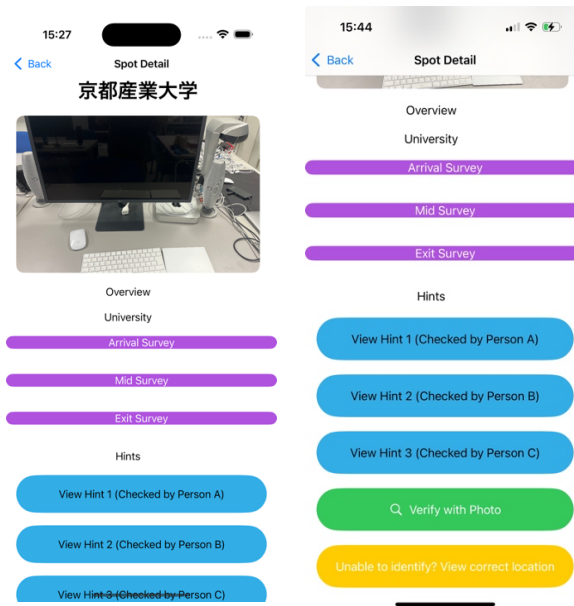 15:27
Back
Spot Detail
京都産業大学
Overview
University
Arrival Survey
Mid Survey
Exit Survey
Hints
View Hint 1 (Checked by Person A)
View Hint 2 (Checked by Person B)
View Hint 3 (Checked by Person C)
15:44
Back
Spot Detail
Overview
University
Arrival Survey
Mid Survey
Exit Survey
Hints
View Hint 1 (Checked by Person A)
View Hint 2 (Checked by Person B)
View Hint 3 (Checked by Person C)
Verify with Photo
Unable to identify? View correct location